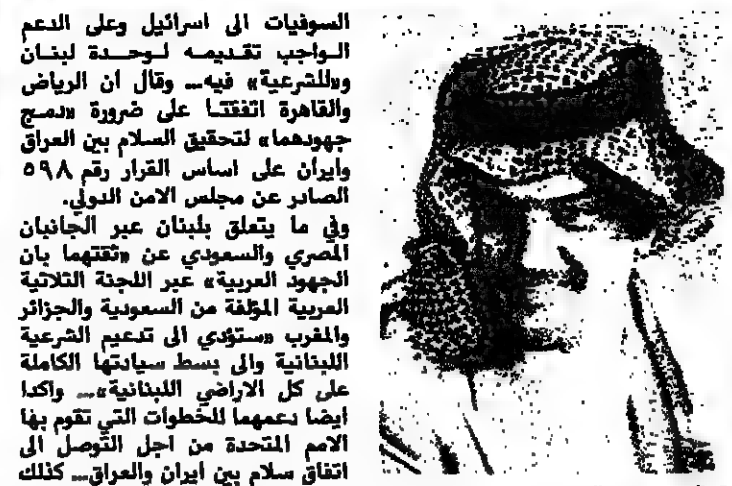 السوفيات الى اسرائيل وعلى الدعم
الواجب تقديمه لوحدة لبنان
و«للشرعية» فيه... وقال ان الرياض
والقاهرة اتفقتا على ضرورة «دمج
جهودهما» لتحقيق السلام بين العراق
وايران على اساس القرار رقم ٥٩٨
الصادر عن مجلس الامن الدولي.
وفي ما يتعلق بلبنان عبر الجانبان
المصري والسعودي عن «ثقتهما بان
الجهود العربية» عبر اللجنة الثلاثية
العربية المؤلفة من السعودية والجزائر
والمغرب «ستؤدي الى تدعيم الشرعية
اللبنانية والى بسط سيادتها الكاملة
على كل الاراضي اللبنانية»... واكدا
ايضا دعمهما للخطوات التي تقوم بها
الامم المتحدة من اجل التوصل الى
اتفاق سلام بين ايران والعراق... كذلك